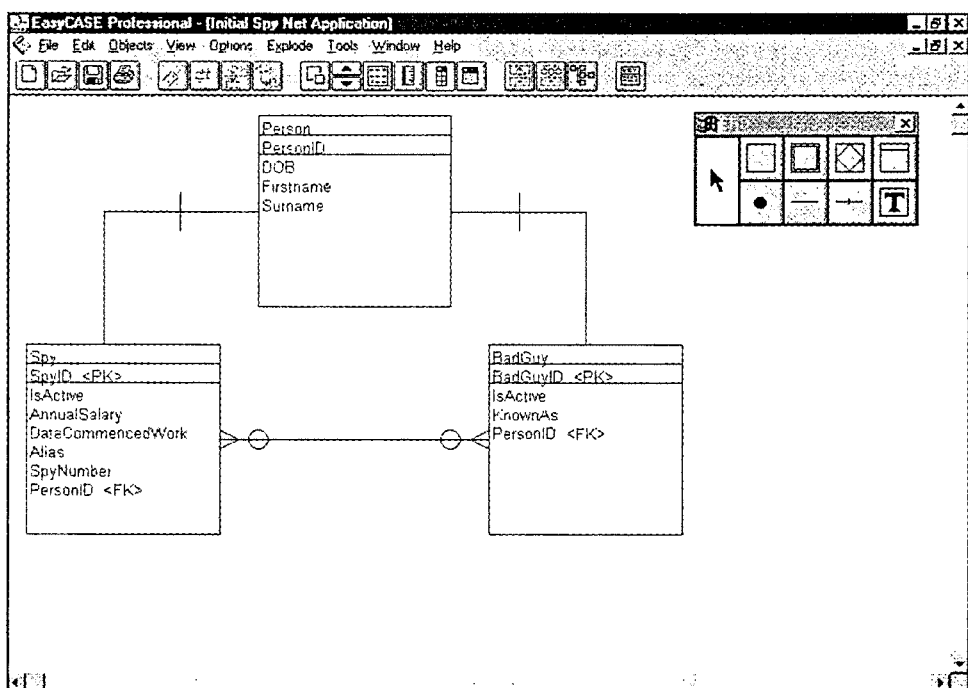 EasyCASE Professional - [Initial Spy Net Application]
File Edit Objects View Options Explode Tools Window Help
Person
PersonID
DOB
Firstname
Surname
T
Spy
SpyID <PK>
IsActive
AnnualSalary
DateCommencedWork
Alias
SpyNumber
PersonID <FK>
BadGuy
BadGuyID <PK>
IsActive
KnownAs
PersonID <FK>